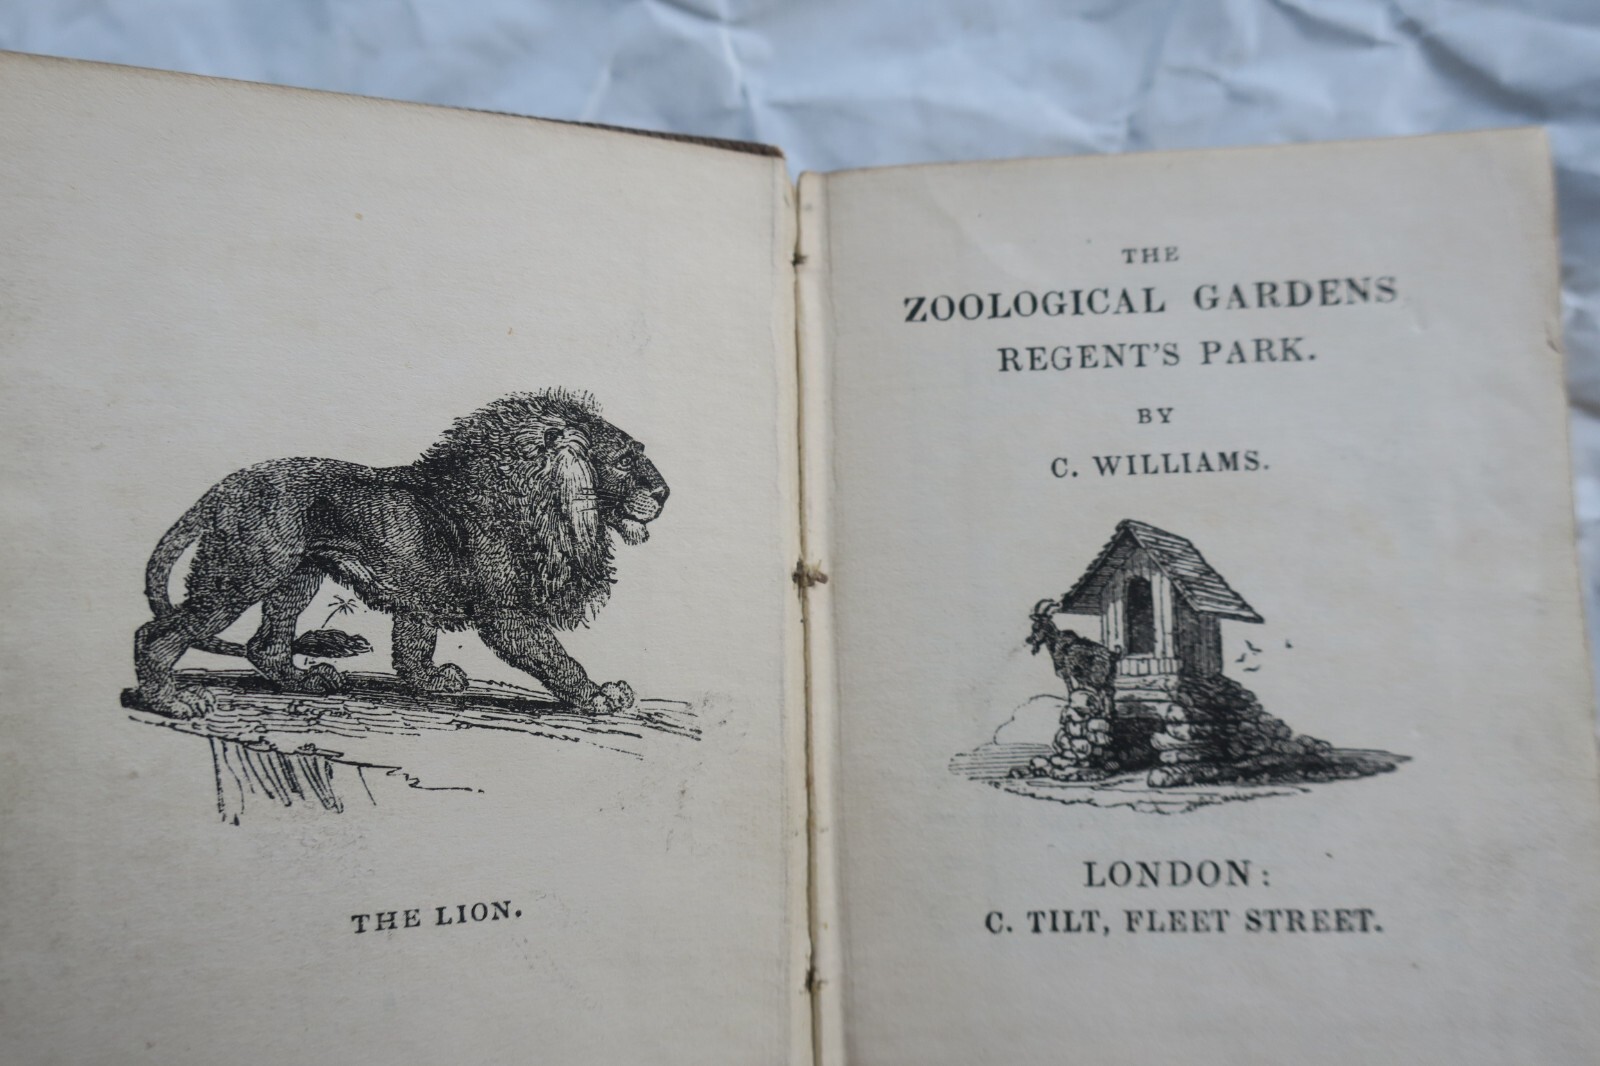 THE LION.
THE
ZOOLOGICAL GARDENS
REGENT'S PARK.
BY
C. WILLIAMS.
LONDON:
C. TILT, FLEET STREET.